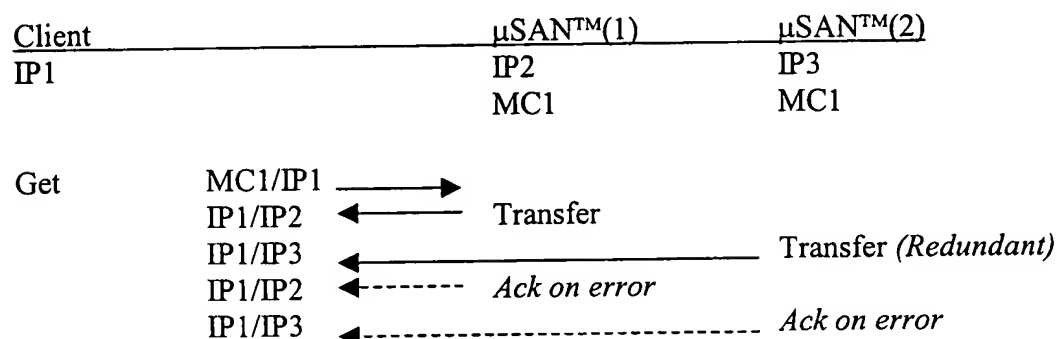 Client µSAN™(1) µSAN™(2)
IP1 IP2 IP3
MC1 MC1
Get MC1/IP1
IP1/IP2 Transfer
IP1/IP3 Transfer (Redundant)
IP1/IP2 Ack on error
IP1/IP3 Ack on error